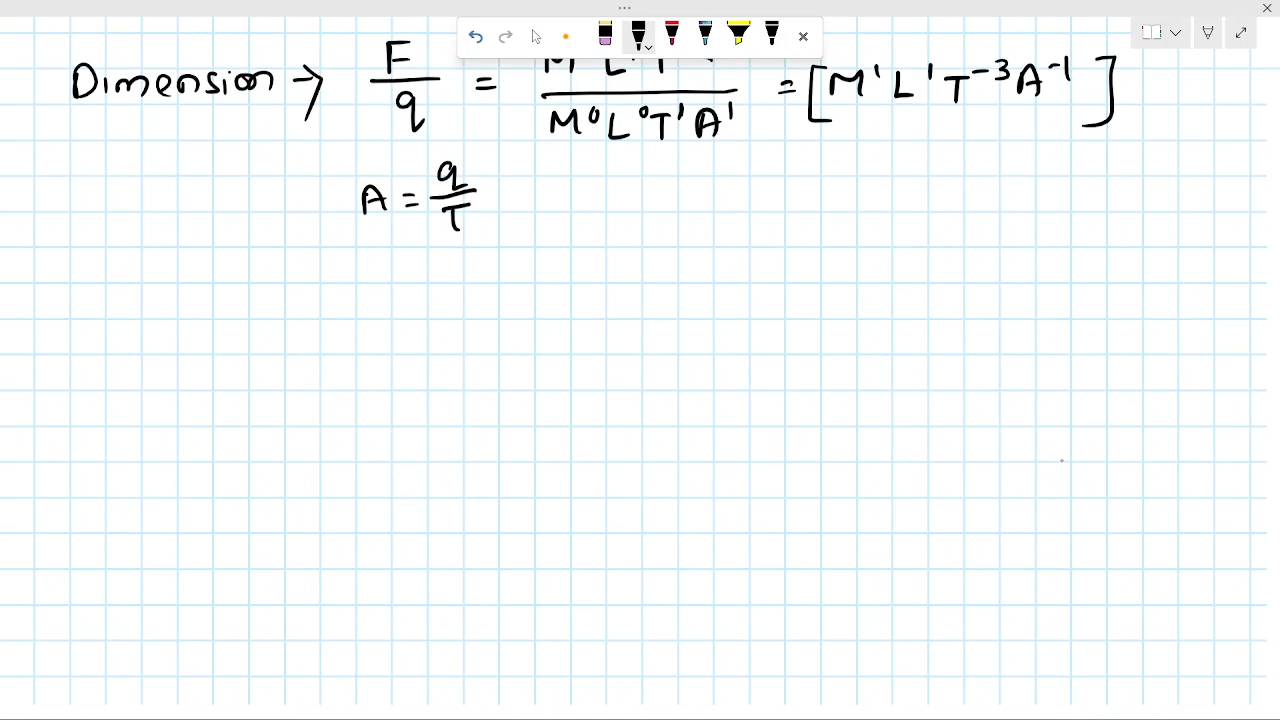 Dimension → F/q = M L T / M⁰L⁰T¹A¹ = [M¹L¹T⁻³A⁻¹]
A = q/T